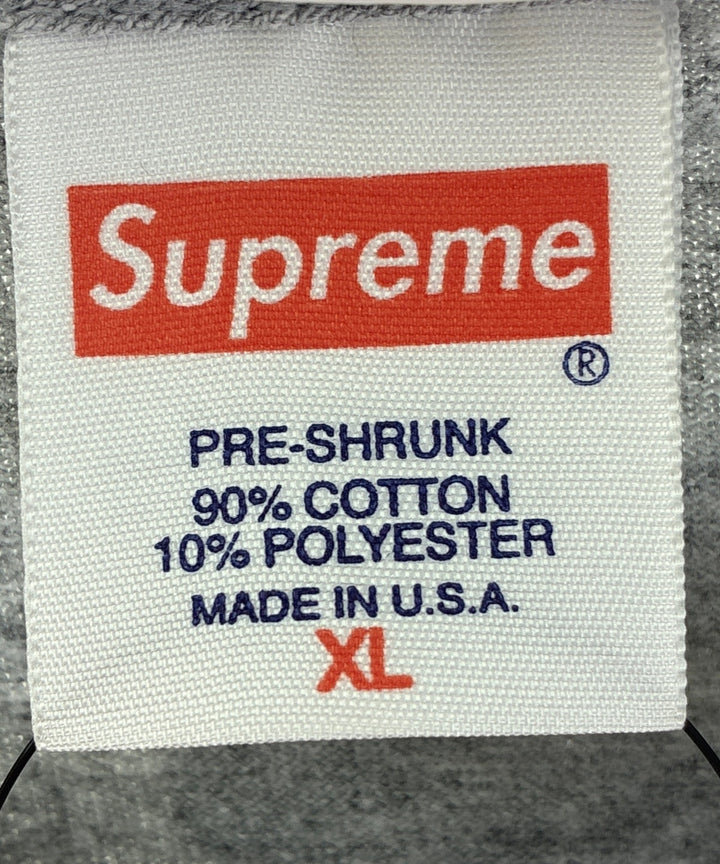 Supreme
®
PRE-SHRUNK
90% COTTON
10% POLYESTER
MADE IN U.S.A.
XL